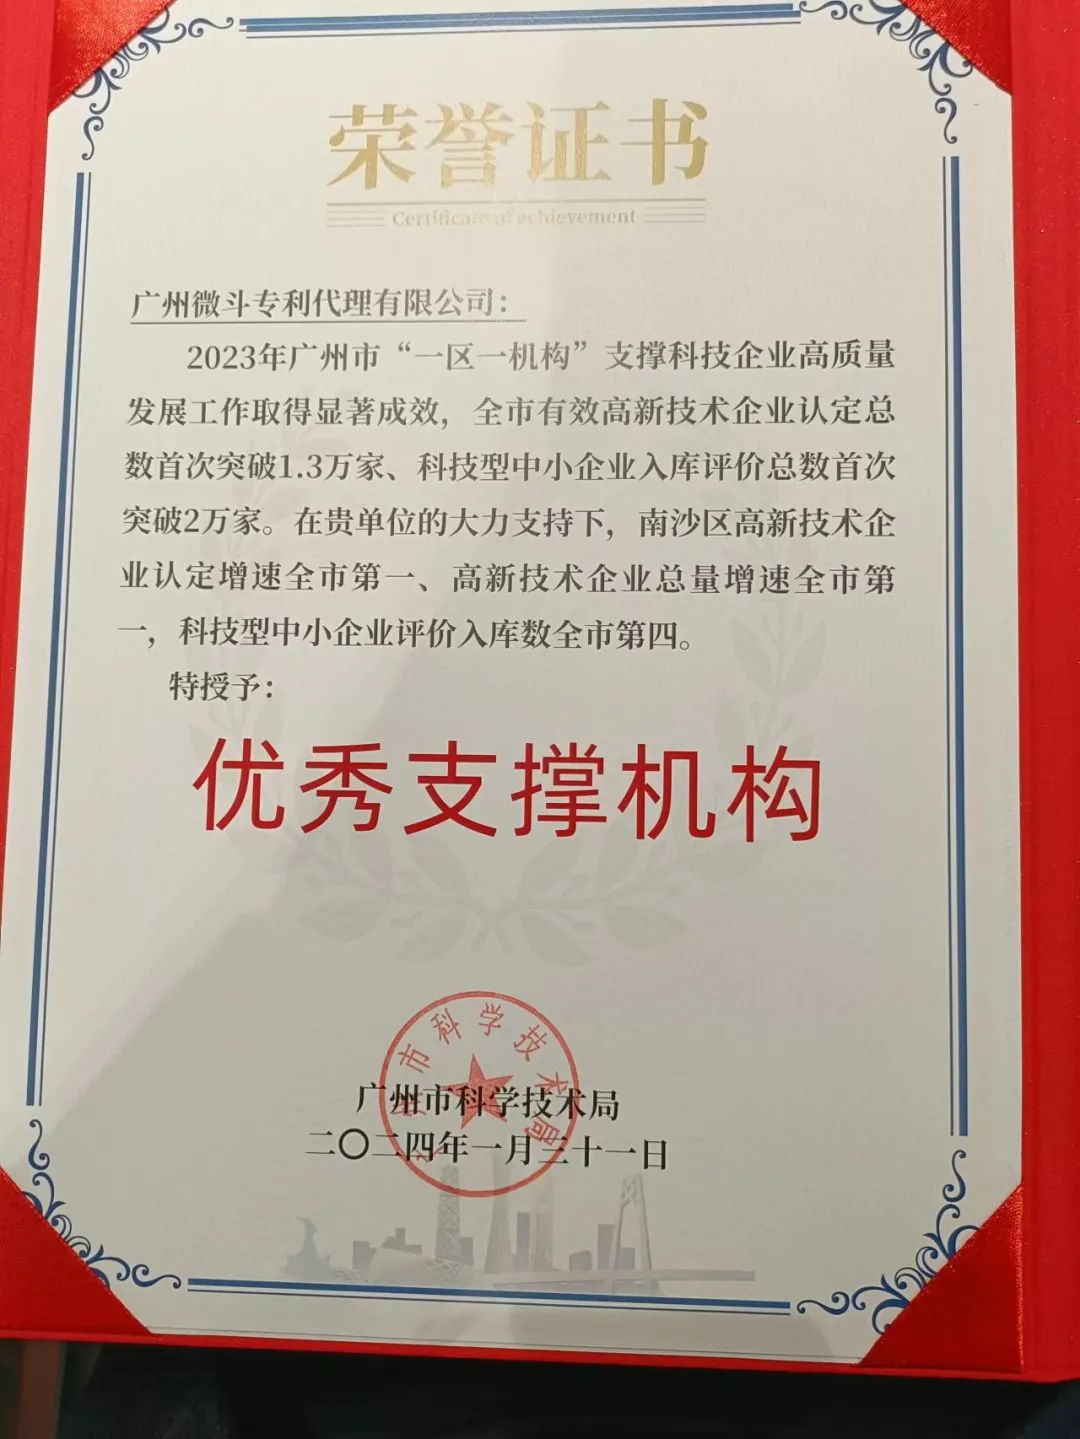 荣誉证书
Certificate of achievement
广州微斗专利代理有限公司：
2023年广州市“一区一机构”支撑科技企业高质量
发展工作取得显著成效，全市有效高新技术企业认定总
数首次突破1.3万家、科技型中小企业入库评价总数首次
突破2万家。在贵单位的大力支持下，南沙区高新技术企
业认定增速全市第一、高新技术企业总量增速全市第
一，科技型中小企业评价入库数全市第四。
特授予：
优秀支撑机构
广州市科学技术局
广州市科学技术局
二〇二四年一月三十一日